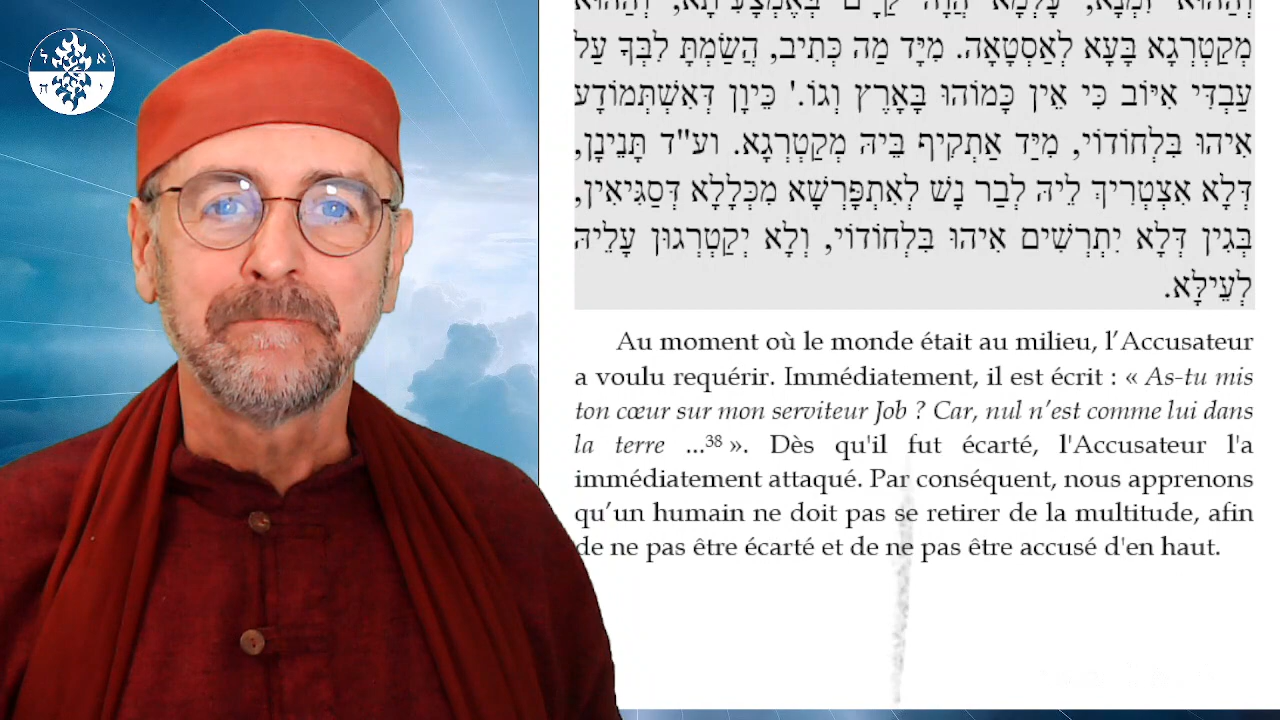 א ל
י ה
וְהַהוּא זִמְנָא, עָלְמָא הֲוָה קָיָּם בְּאֶמְצָעִיתָא, וְהַהוּא
מְקַטְרְגָא בָּעָא לְאַסְטָאָה. מִיָּד מַה כְּתִיב, הֲשַׂמְתָּ לִבְּךָ עַל
עַבְדִּי אִיּוֹב כִּי אֵין כָּמוֹהוּ בָּאָרֶץ וְגוֹ'. כֵּיוָן דְּאִשְׁתְּמוֹדָע
אִיהוּ בִּלְחוֹדוֹי, מִיַּד אַתְקִיף בֵּיהּ מְקַטְרְגָא. וע"ד תָּנֵינָן,
דְּלָא אִצְטְרִיךְ לֵיהּ לְבַר נָשׁ לְאִתְפָּרְשָׁא מִכְּלָלָא דְּסַגִּיאִין,
בְּגִין דְּלָא יִתְרְשִׁים אִיהוּ בִּלְחוֹדוֹי, וְלָא יְקַטְרְגוּן עָלֵיהּ
לְעֵילָּא.
Au moment où le monde était au milieu, l’Accusateur
a voulu requérir. Immédiatement, il est écrit : « As-tu mis
ton cœur sur mon serviteur Job ? Car, nul n’est comme lui dans
la terre ...³⁸ ». Dès qu'il fut écarté, l'Accusateur l'a
immédiatement attaqué. Par conséquent, nous apprenons
qu’un humain ne doit pas se retirer de la multitude, afin
de ne pas être écarté et de ne pas être accusé d'en haut.